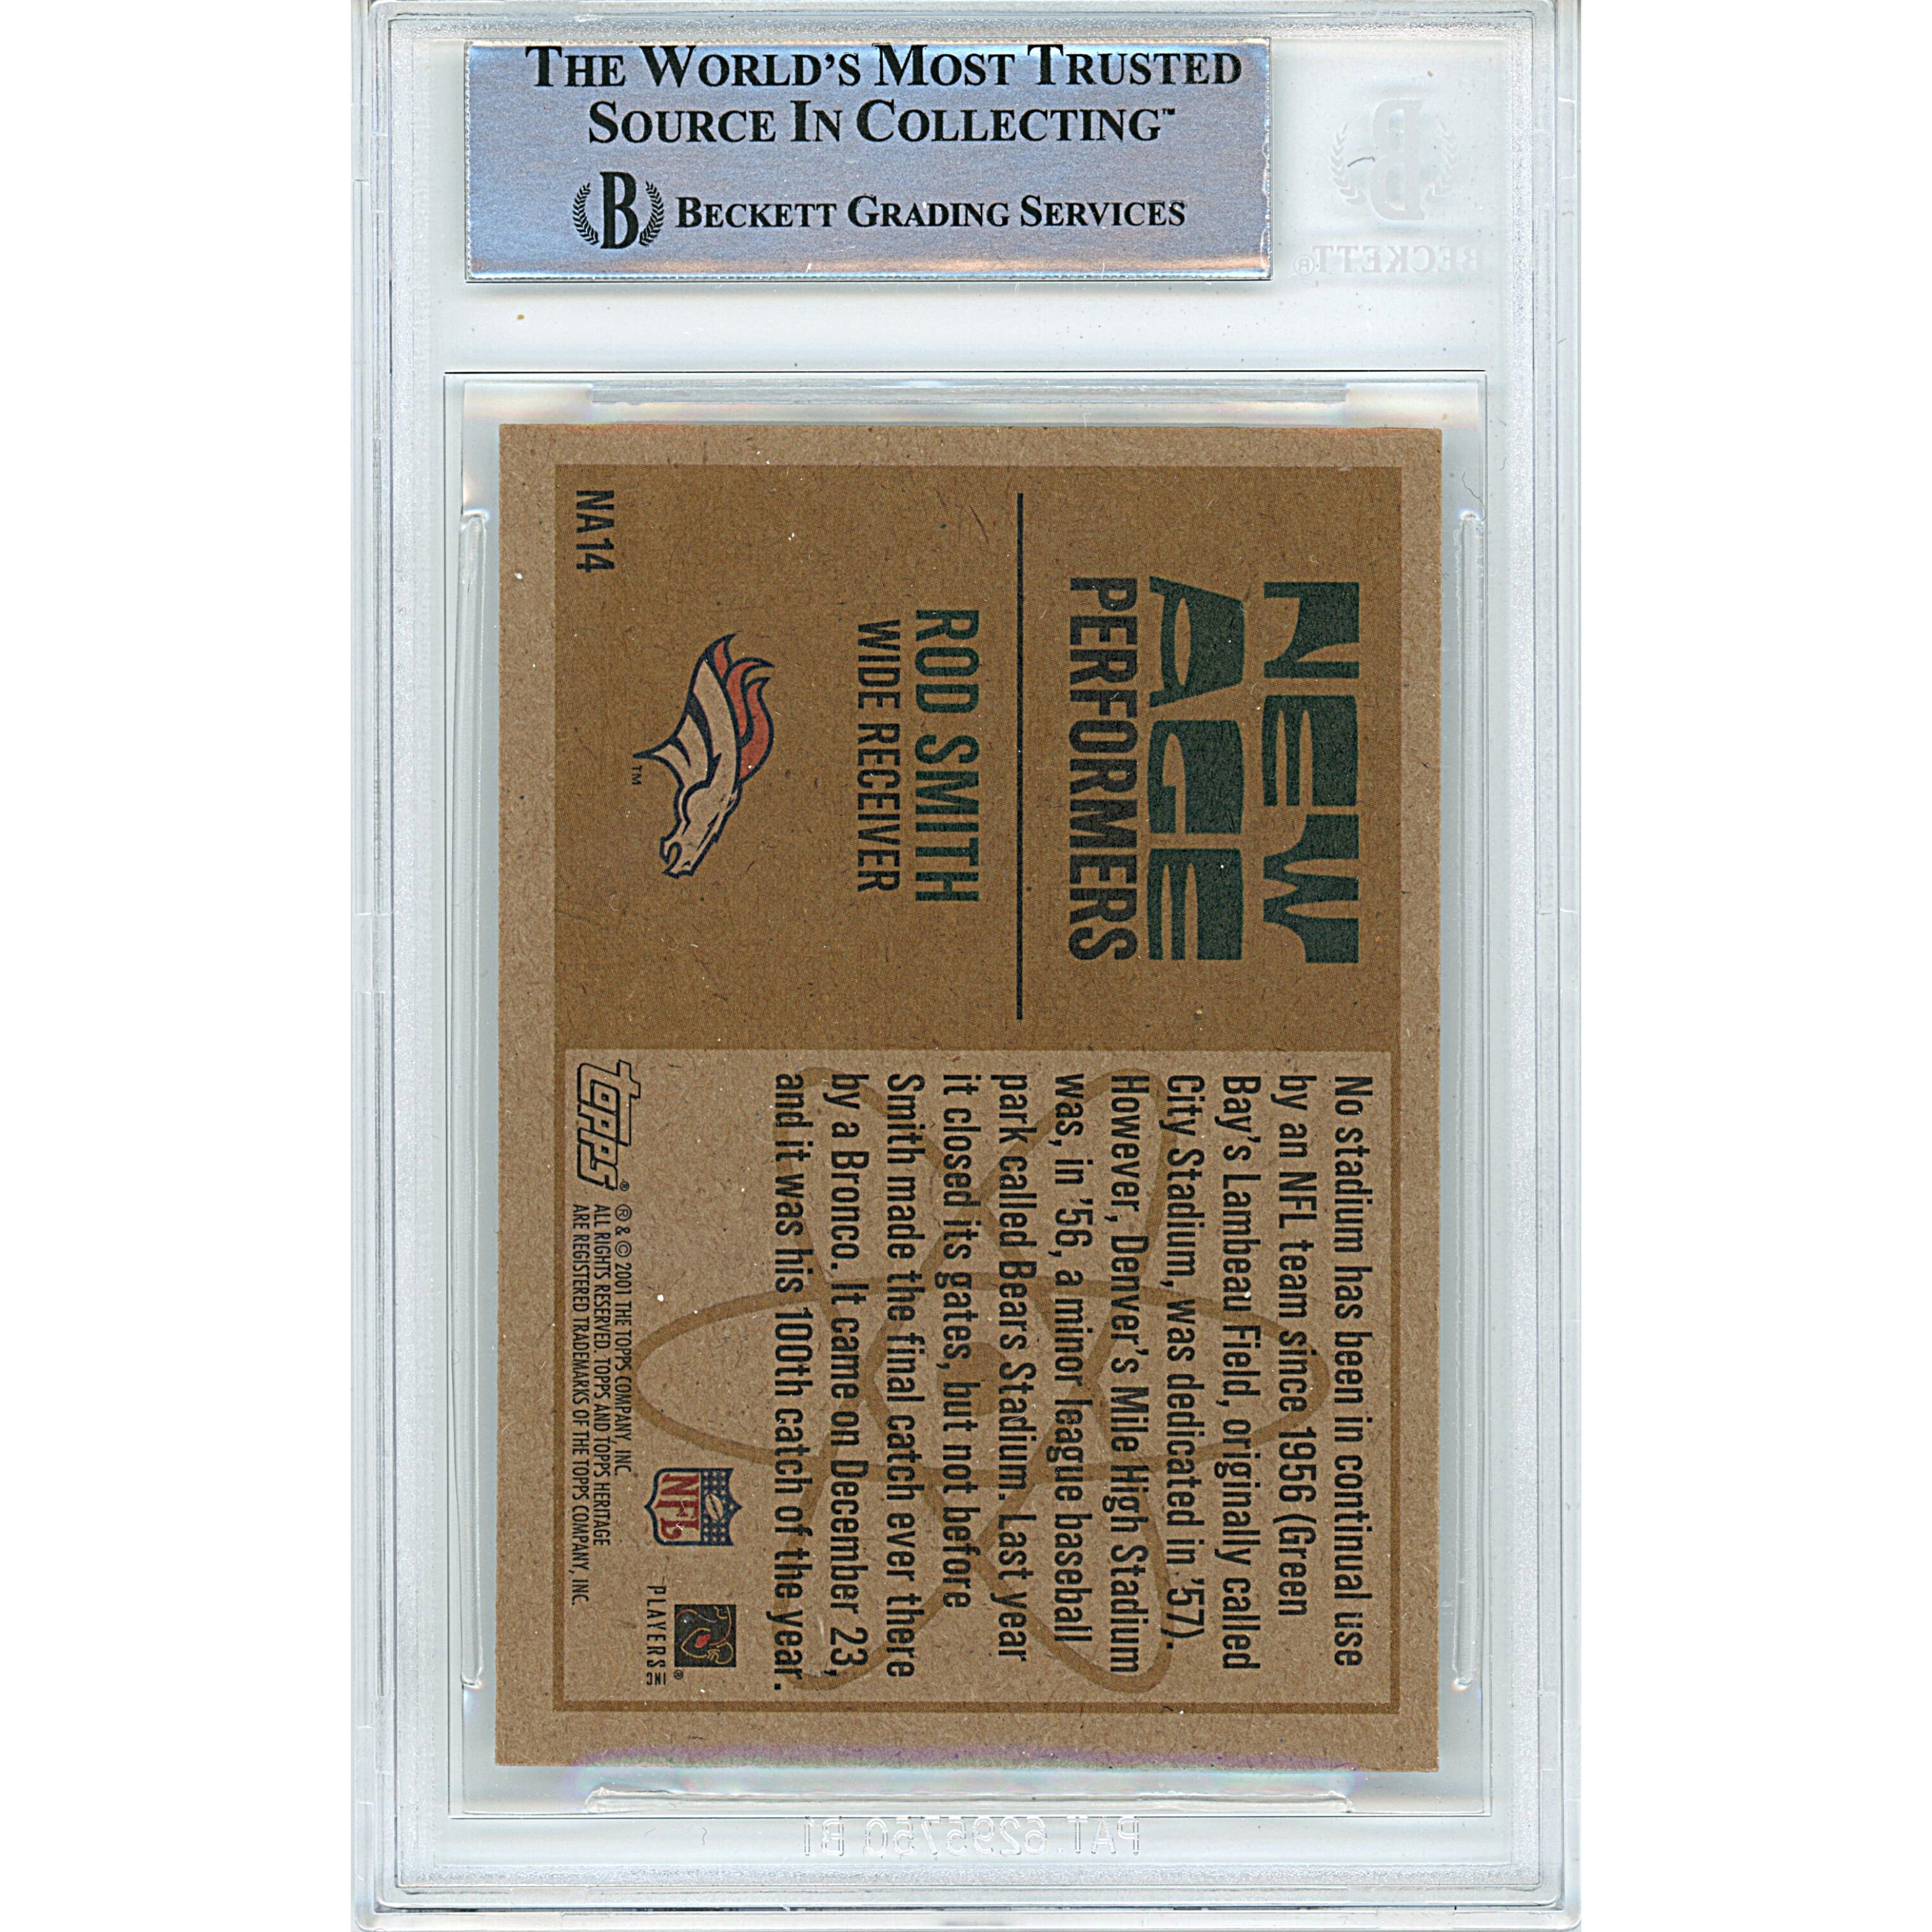 THE WORLD'S MOST TRUSTED
SOURCE IN COLLECTING™
B BECKETT GRADING SERVICES
B
BECKETT®
NEW
AGE
PERFORMERS
ROD SMITH
WIDE RECEIVER
TM
NA14
No stadium has been in continual use
by an NFL team since 1956 (Green
Bay's Lambeau Field, originally called
City Stadium, was dedicated in '57).
However, Denver's Mile High Stadium
was, in '56, a minor league baseball
park called Bears Stadium. Last year
it closed its gates, but not before
Smith made the final catch ever there
by a Bronco. It came on December 23,
and it was his 100th catch of the year.
NFL
PLAYERS INC
®
topps®
® & © 2001 THE TOPPS COMPANY, INC.
ALL RIGHTS RESERVED. TOPPS AND TOPPS HERITAGE
ARE REGISTERED TRADEMARKS OF THE TOPPS COMPANY, INC.
PAT. 6295750 B1